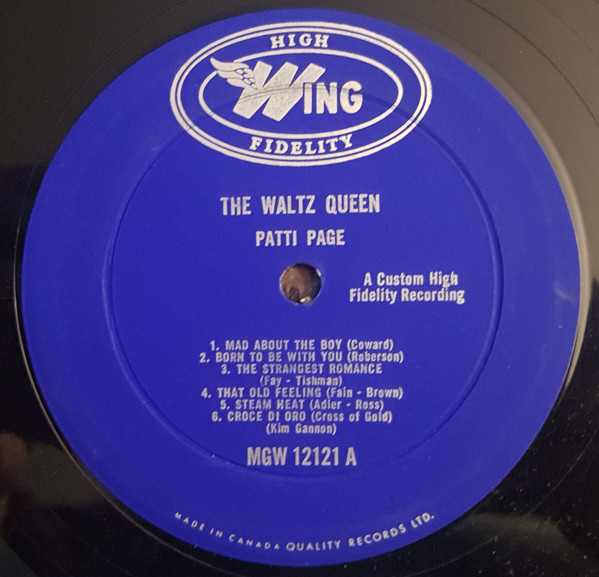 HIGH
WING
FIDELITY
THE WALTZ QUEEN
PATTI PAGE
A Custom High
Fidelity Recording
1. MAD ABOUT THE BOY (Coward)
2. BORN TO BE WITH YOU (Roberson)
3. THE STRANGEST ROMANCE
(Fay - Tishman)
4. THAT OLD FEELING (Fain - Brown)
5. STEAM HEAT (Adler - Ross)
6. CROCE DI ORO (Cross of Gold)
(Kim Gannon)
MGW 12121 A
MADE IN CANADA QUALITY RECORDS LTD.